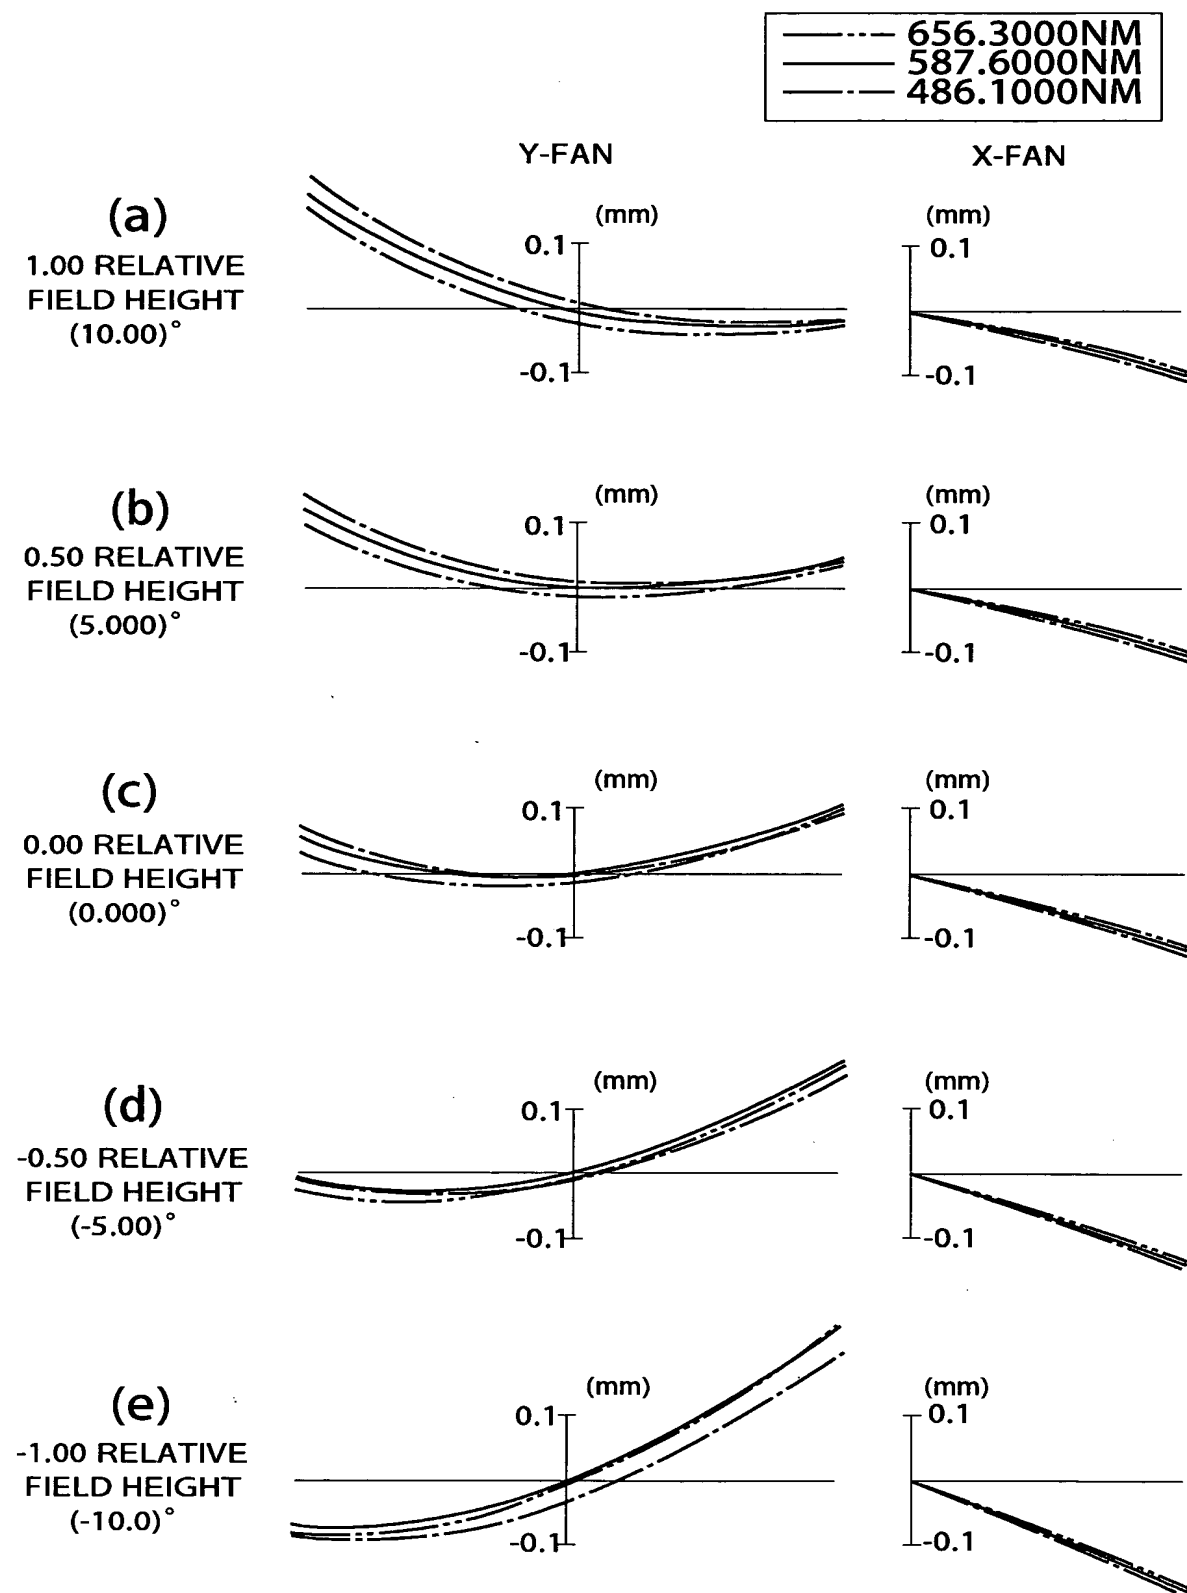 656.3000NM
587.6000NM
486.1000NM
Y-FAN
X-FAN
(a)
1.00 RELATIVE
FIELD HEIGHT
(10.00)°
(mm)
0.1
-0.1
(mm)
0.1
-0.1
(b)
0.50 RELATIVE
FIELD HEIGHT
(5.000)°
(mm)
0.1
-0.1
(mm)
0.1
-0.1
(c)
0.00 RELATIVE
FIELD HEIGHT
(0.000)°
(mm)
0.1
-0.1
(mm)
0.1
-0.1
(d)
-0.50 RELATIVE
FIELD HEIGHT
(-5.00)°
(mm)
0.1
-0.1
(mm)
0.1
-0.1
(e)
-1.00 RELATIVE
FIELD HEIGHT
(-10.0)°
(mm)
0.1
-0.1
(mm)
0.1
-0.1